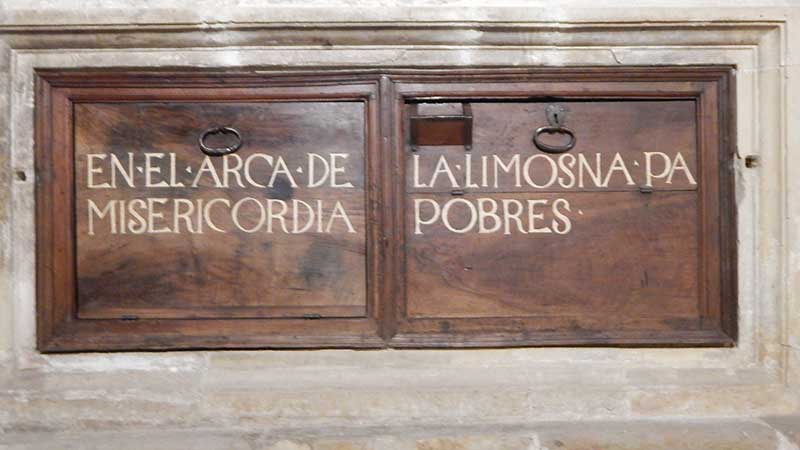 EN·EL·ARCA·DE
MISERICORDIA
LA·LIMOSNA·PA
POBRES·